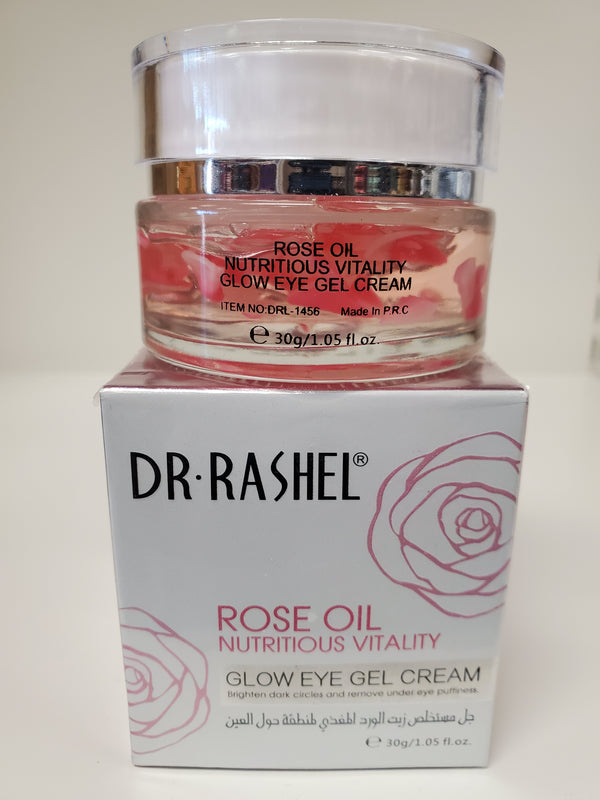 ROSE OIL
NUTRITIOUS VITALITY
GLOW EYE GEL CREAM
ITEM NO:DRL-1456 Made In P.R.C
℮ 30g/1.05 fl.oz.
DR·RASHEL®
ROSE OIL
NUTRITIOUS VITALITY
GLOW EYE GEL CREAM
Brighten dark circles and remove under eye puffiness.
جل مستخلص زيت الورد المغذي لمنطقة حول العين
℮ 30g/1.05 fl.oz.